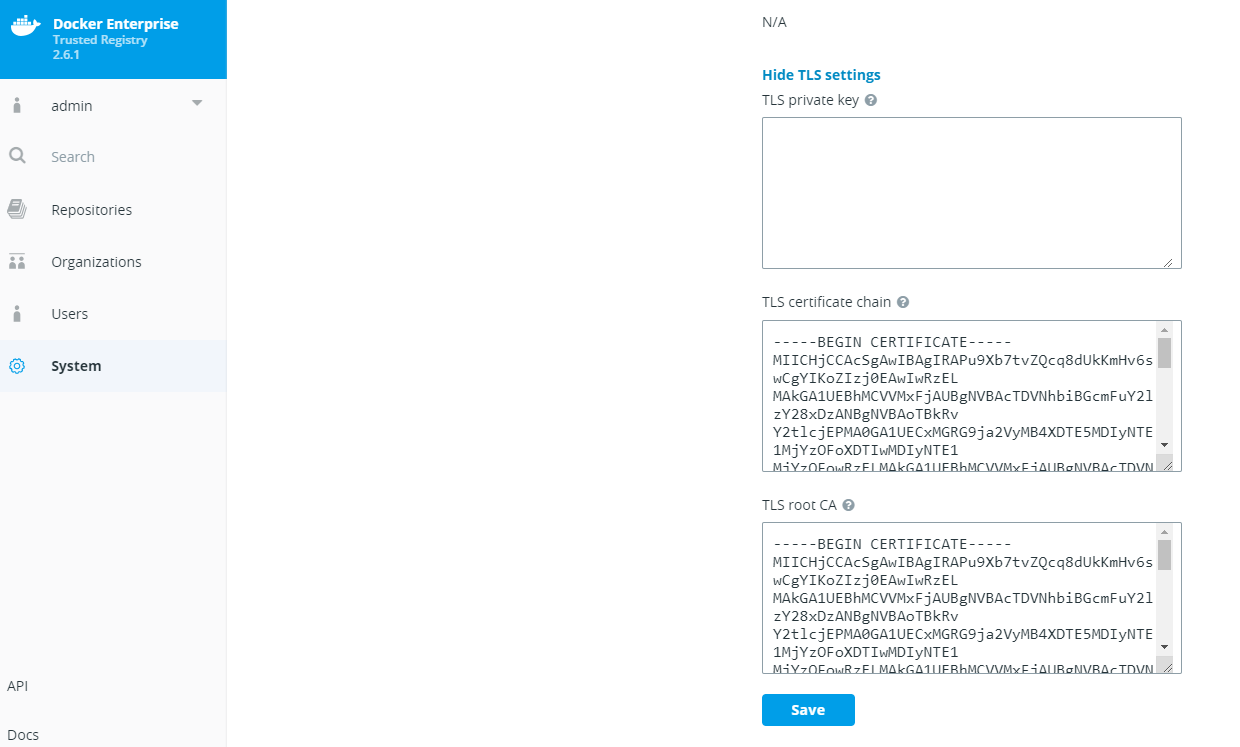 Docker Enterprise
Trusted Registry
2.6.1
admin
Search
Repositories
Organizations
Users
System
API
Docs
N/A
Hide TLS settings
TLS private key
TLS certificate chain
-----BEGIN CERTIFICATE-----
MIICHjCCAcSgAwIBAgIRAPu9Xb7tvZQcq8dUkKmHv6s
wCgYIKoZIzj0EAwIwRzEL
MAkGA1UEBhMCVVMxFjAUBgNVBAcTDVNhbiBGcmFuY2l
zY28xDzANBgNVBAoTBkRv
Y2tlcjEPMA0GA1UECxMGRG9ja2VyMB4XDTE5MDIyNTE
1MjYzOFoXDTIwMDIyNTE1
MjYzOFowRzELMAkGA1UEBhMCVVMxFjAUBgNVBAcTDVN
TLS root CA
-----BEGIN CERTIFICATE-----
MIICHjCCAcSgAwIBAgIRAPu9Xb7tvZQcq8dUkKmHv6s
wCgYIKoZIzj0EAwIwRzEL
MAkGA1UEBhMCVVMxFjAUBgNVBAcTDVNhbiBGcmFuY2l
zY28xDzANBgNVBAoTBkRv
Y2tlcjEPMA0GA1UECxMGRG9ja2VyMB4XDTE5MDIyNTE
1MjYzOFoXDTIwMDIyNTE1
MjYzOFowRzELMAkGA1UEBhMCVVMxFjAUBgNVBAcTDVN
Save